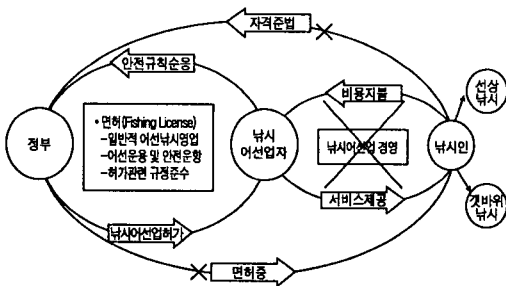 자격준법
안전규칙순응
비용지불
선상
낚시
정부
• 면허(Fishing License)
–일반적 어선낚시영업
–어선운용 및 안전운항
–허가관련 규정준수
낚시
어선업자
낚시어선업 경영
낚시인
갯바위
낚시
낚시어선업허가
서비스제공
면허증